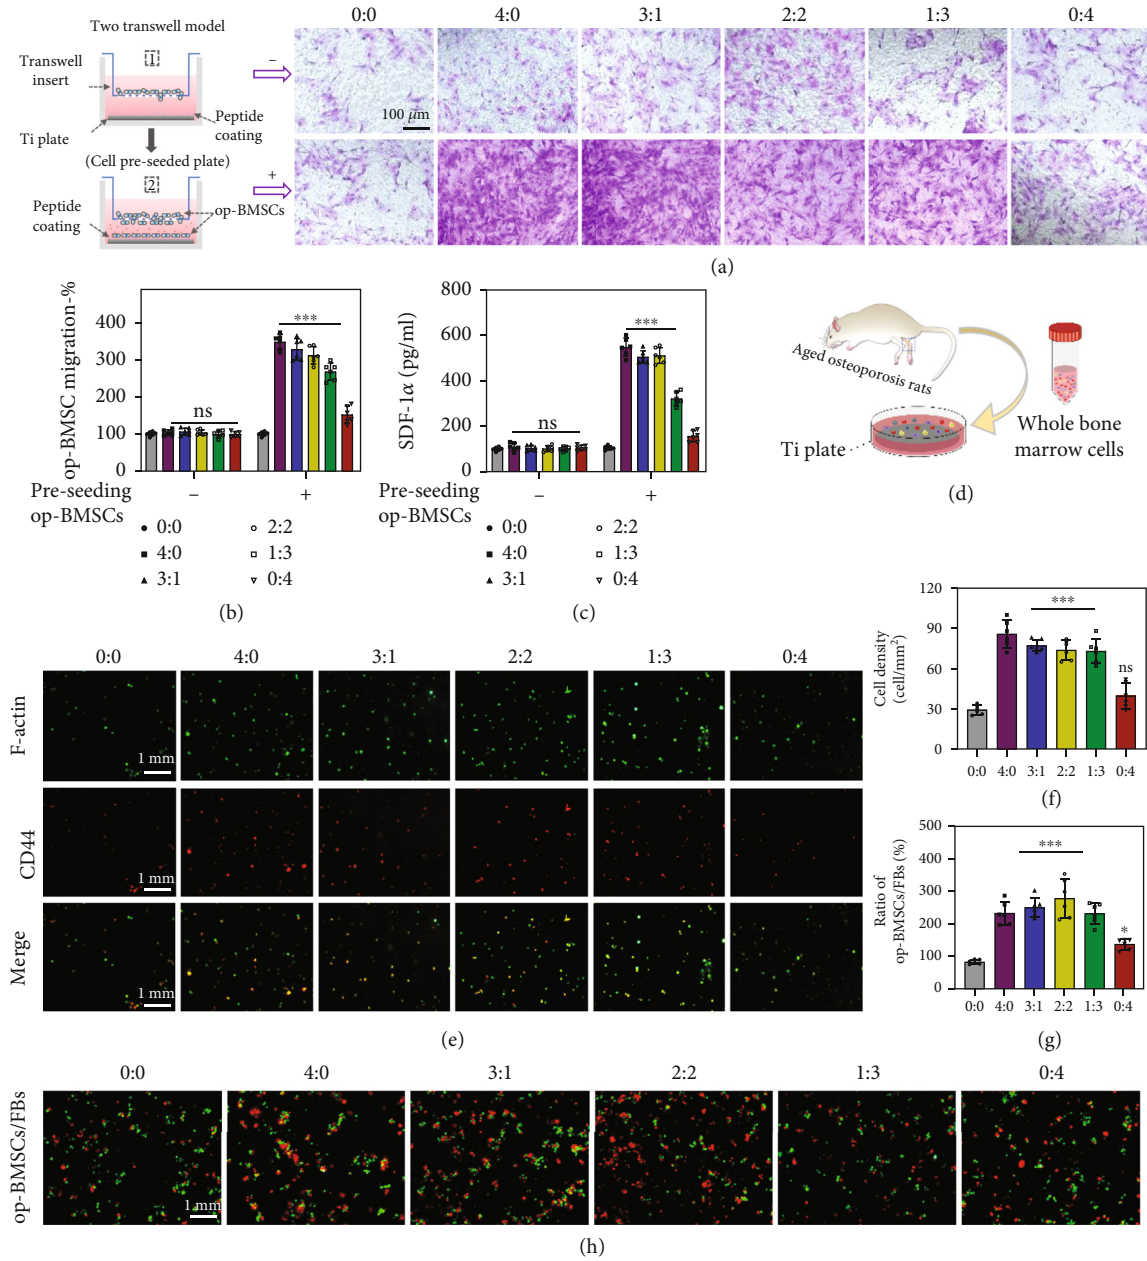 Two transwell model
0:0 4:0 3:1 2:2 1:3 0:4
1
Transwell
insert
−
100 μm
Peptide
coating
Ti plate
(Cell pre-seeded plate)
2
+
Peptide
coating
op-BMSCs
(a)
op-BMSC migration-%
400
300
200
100
0
***
ns
Pre-seeding
op-BMSCs
− +
0:0 2:2
4:0 1:3
3:1 0:4
(b)
SDF-1α (pg/ml)
800
600
400
200
0
***
ns
Pre-seeding
op-BMSCs
− +
0:0 2:2
4:0 1:3
3:1 0:4
(c)
Aged osteoporosis rats
Ti plate
Whole bone
marrow cells
(d)
0:0 4:0 3:1 2:2 1:3 0:4
F-actin
1 mm
CD44
1 mm
Merge
1 mm
(e)
Cell density
(cell/mm²)
120
90
60
30
0
***
ns
0:0 4:0 3:1 2:2 1:3 0:4
(f)
Ratio of
op-BMSCs/FBs (%)
500
400
300
200
100
0
***
*
0:0 4:0 3:1 2:2 1:3 0:4
(g)
0:0 4:0 3:1 2:2 1:3 0:4
op-BMSCs/FBs
1 mm
(h)